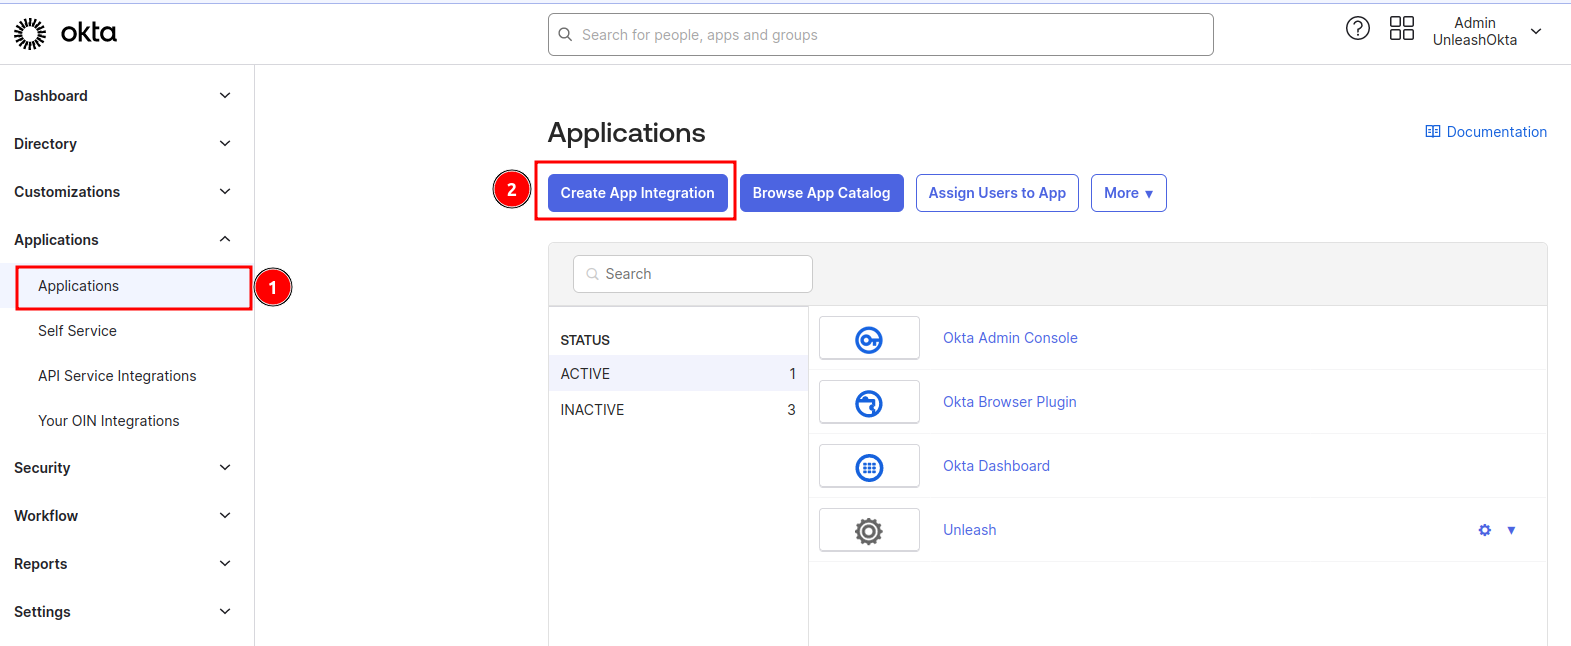 okta
Search for people, apps and groups
Admin
UnleashOkta
Dashboard
Directory
Customizations
Applications
Applications
1
Self Service
API Service Integrations
Your OIN Integrations
Security
Workflow
Reports
Settings
Applications
Documentation
2
Create App Integration
Browse App Catalog
Assign Users to App
More ▾
Search
STATUS
ACTIVE 1
INACTIVE 3
Okta Admin Console
Okta Browser Plugin
Okta Dashboard
Unleash